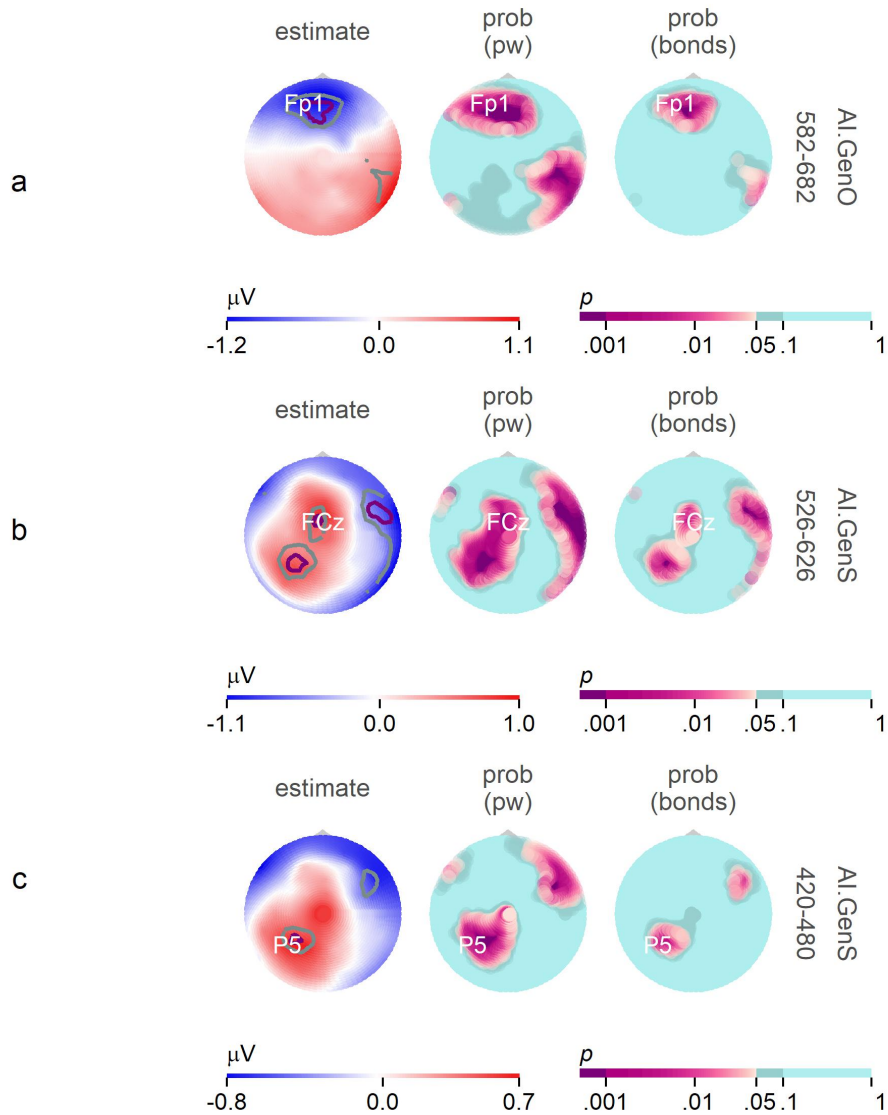 estimate
prob
(pw)
prob
(bonds)
a
Fp1
Fp1
Fp1
AI.GenO
582-682
μV
-1.2
0.0
1.1
p
.001
.01
.05
.1
1
estimate
prob
(pw)
prob
(bonds)
b
FCz
FCz
FCz
AI.GenS
526-626
μV
-1.1
0.0
1.0
p
.001
.01
.05
.1
1
estimate
prob
(pw)
prob
(bonds)
c
P5
P5
P5
AI.GenS
420-480
μV
-0.8
0.0
0.7
p
.001
.01
.05
.1
1